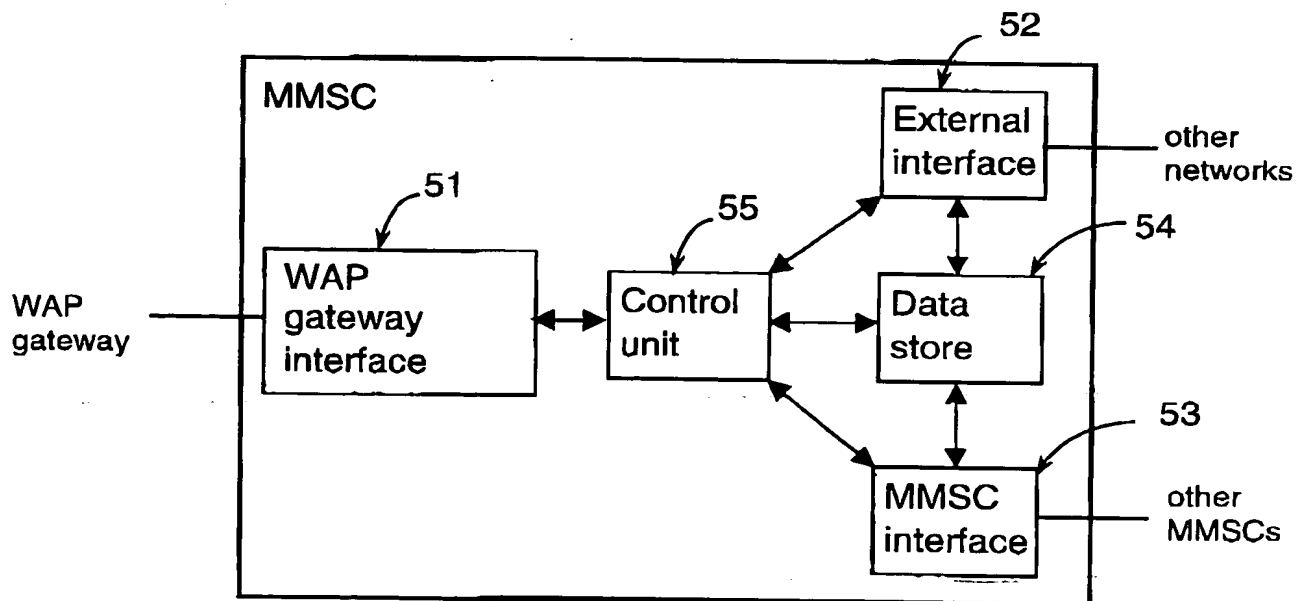 52
MMSC
External
interface
other
networks
51
55
54
WAP
gateway
interface
Control
unit
Data
store
WAP
gateway
53
MMSC
interface
other
MMSCs